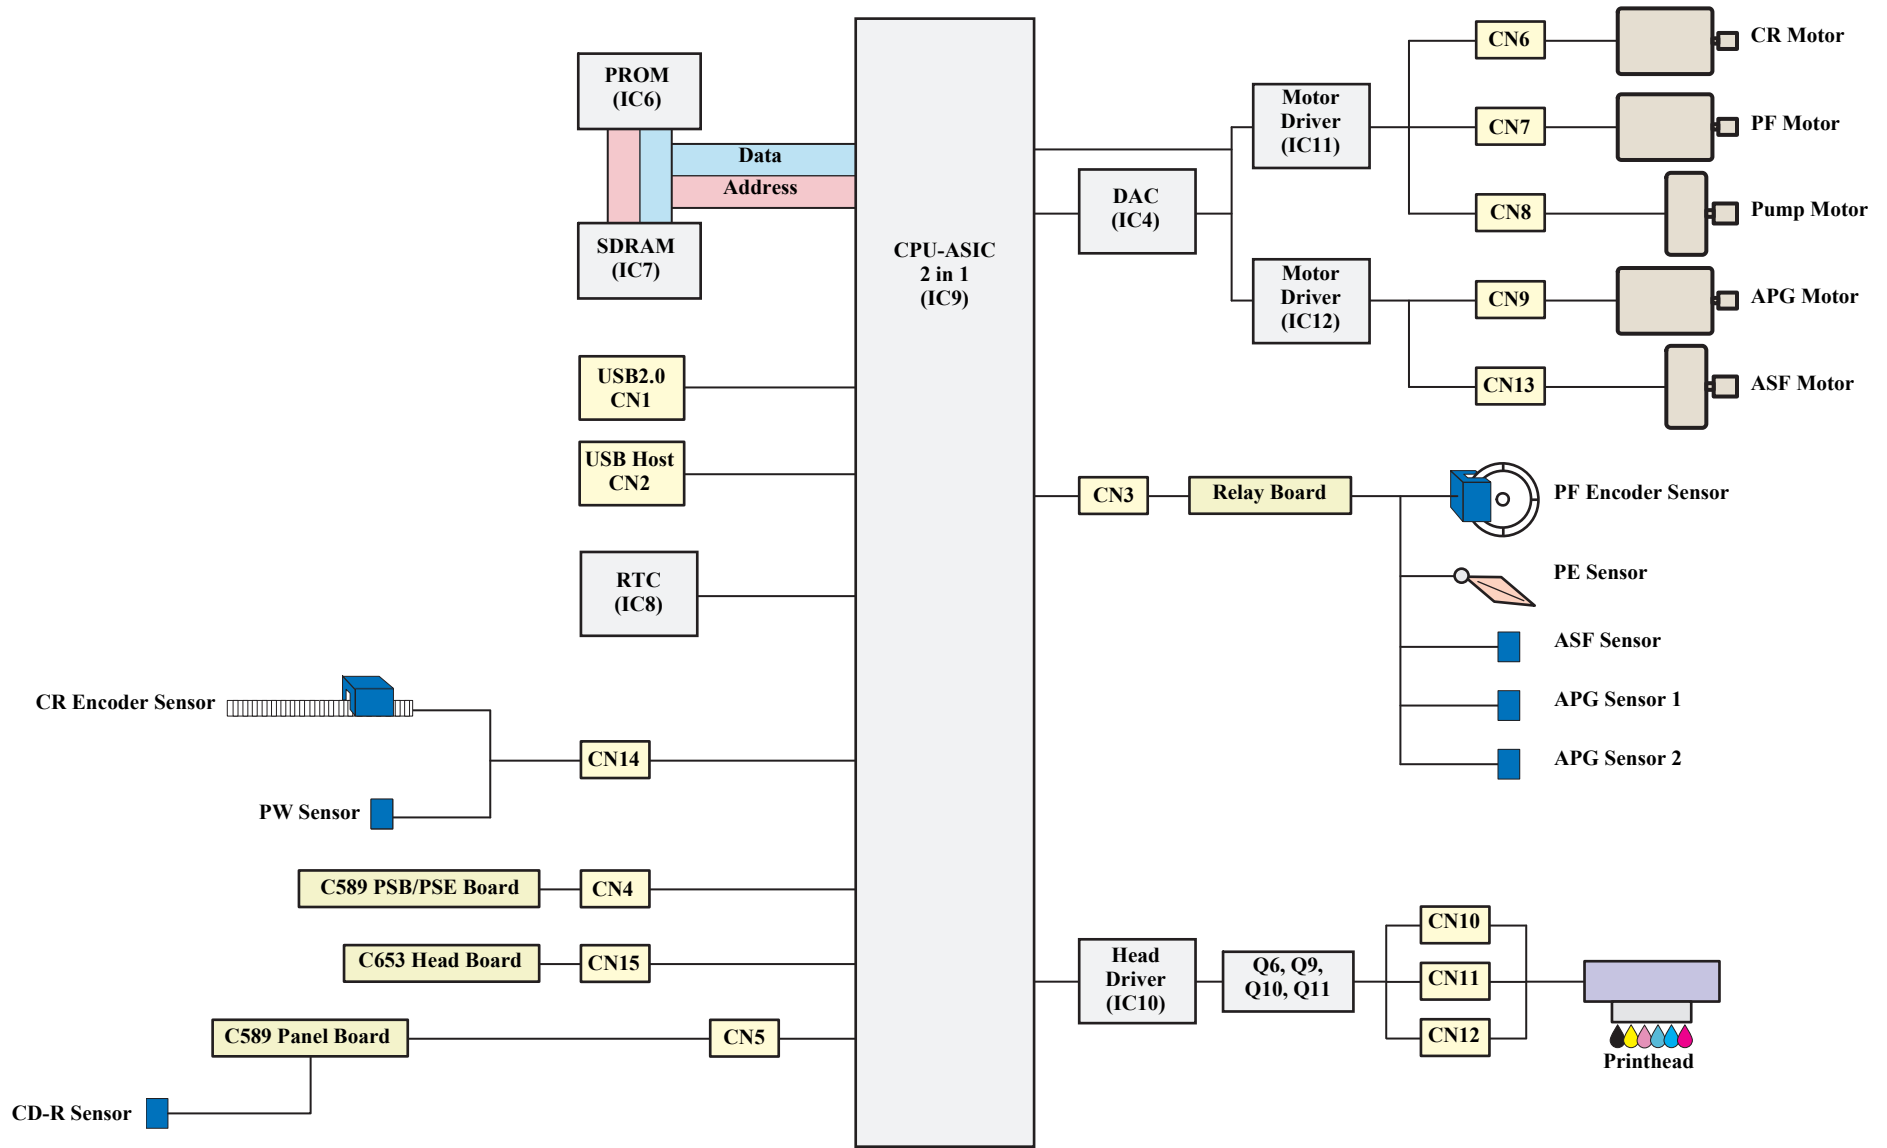 PROM
(IC6)
Data
Address
SDRAM
(IC7)
USB2.0
CN1
USB Host
CN2
RTC
(IC8)
CR Encoder Sensor
CN14
PW Sensor
C589 PSB/PSE Board
CN4
C653 Head Board
CN15
C589 Panel Board
CN5
CD-R Sensor
CPU-ASIC
2 in 1
(IC9)
DAC
(IC4)
Motor
Driver
(IC11)
Motor
Driver
(IC12)
CN6
CR Motor
CN7
PF Motor
CN8
Pump Motor
CN9
APG Motor
CN13
ASF Motor
CN3
Relay Board
PF Encoder Sensor
PE Sensor
ASF Sensor
APG Sensor 1
APG Sensor 2
Head
Driver
(IC10)
Q6, Q9,
Q10, Q11
CN10
CN11
CN12
Printhead